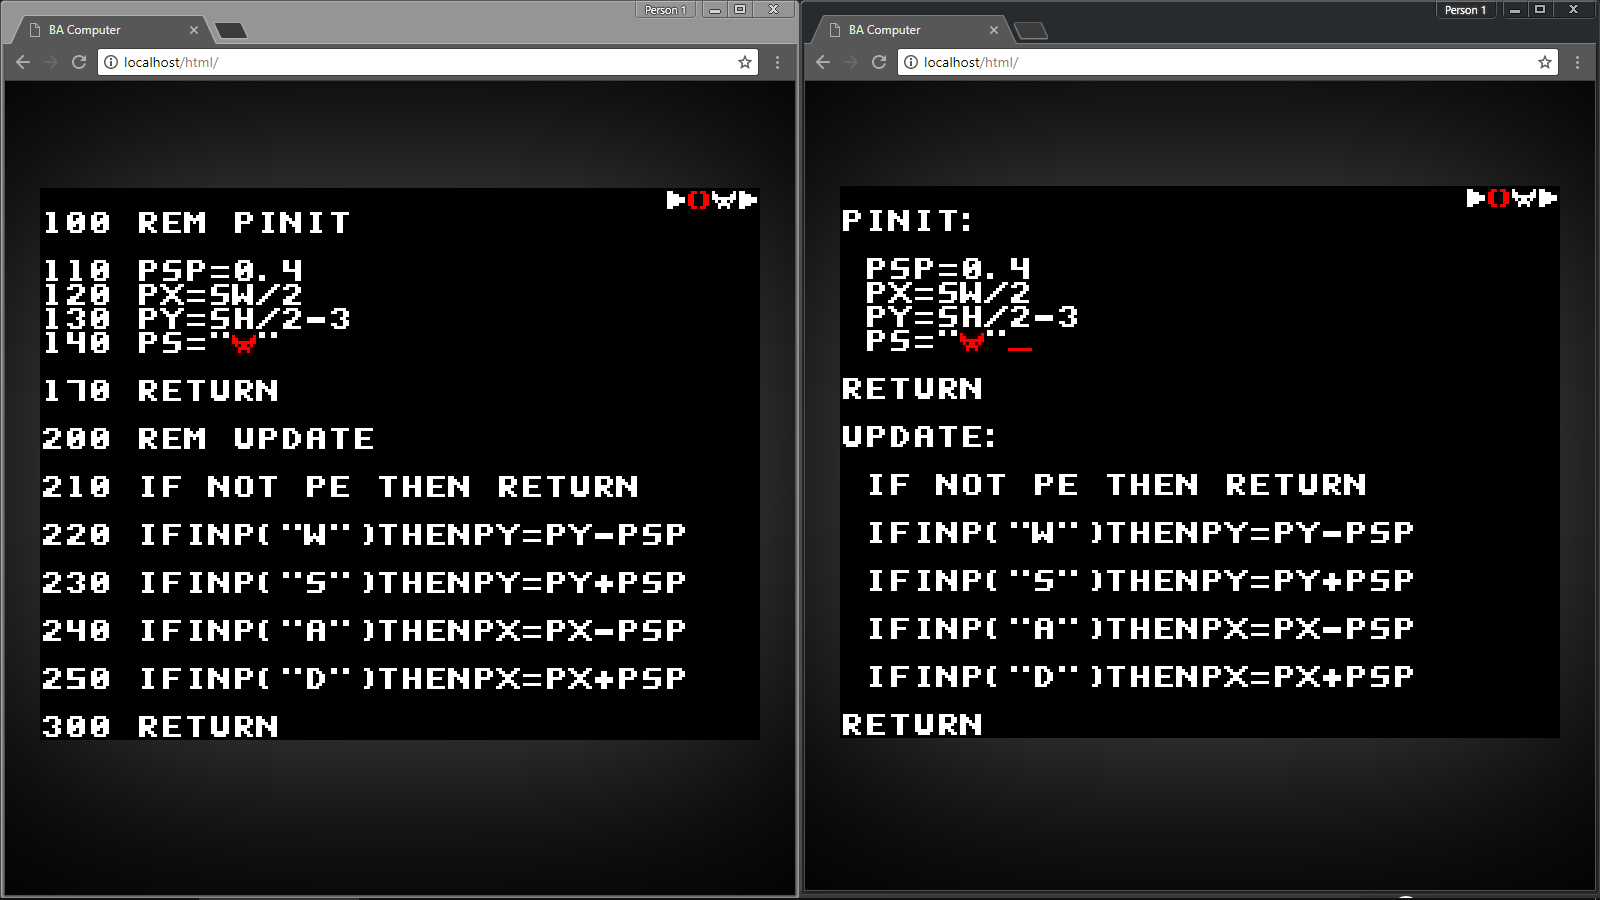 Person 1
BA Computer
localhost/html/
100 REM PINIT
110 PSP=0.4
120 PX=SW/2
130 PY=SH/2-3
140 PS=" "
170 RETURN
200 REM UPDATE
210 IF NOT PE THEN RETURN
220 IFINP("W")THENPY=PY-PSP
230 IFINP("S")THENPY=PY+PSP
240 IFINP("A")THENPX=PX-PSP
250 IFINP("D")THENPX=PX+PSP
300 RETURN
Person 1
BA Computer
localhost/html/
PINIT:
PSP=0.4
PX=SW/2
PY=SH/2-3
PS=" "_
RETURN
UPDATE:
IF NOT PE THEN RETURN
IFINP("W")THENPY=PY-PSP
IFINP("S")THENPY=PY+PSP
IFINP("A")THENPX=PX-PSP
IFINP("D")THENPX=PX+PSP
RETURN